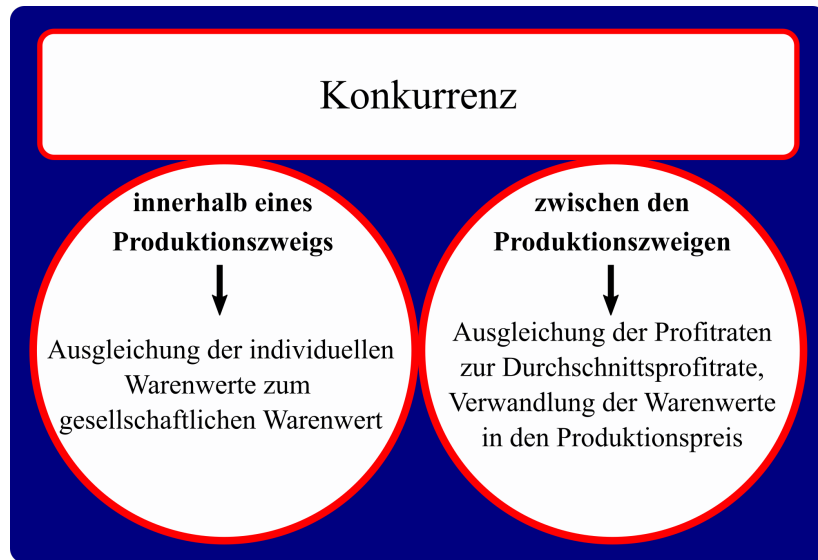 Konkurrenz
innerhalb eines
Produktionszweigs
Ausgleichung der individuellen
Warenwerte zum
gesellschaftlichen Warenwert
zwischen den
Produktionszweigen
Ausgleichung der Profitraten
zur Durchschnittsprofitrate,
Verwandlung der Warenwerte
in den Produktionspreis